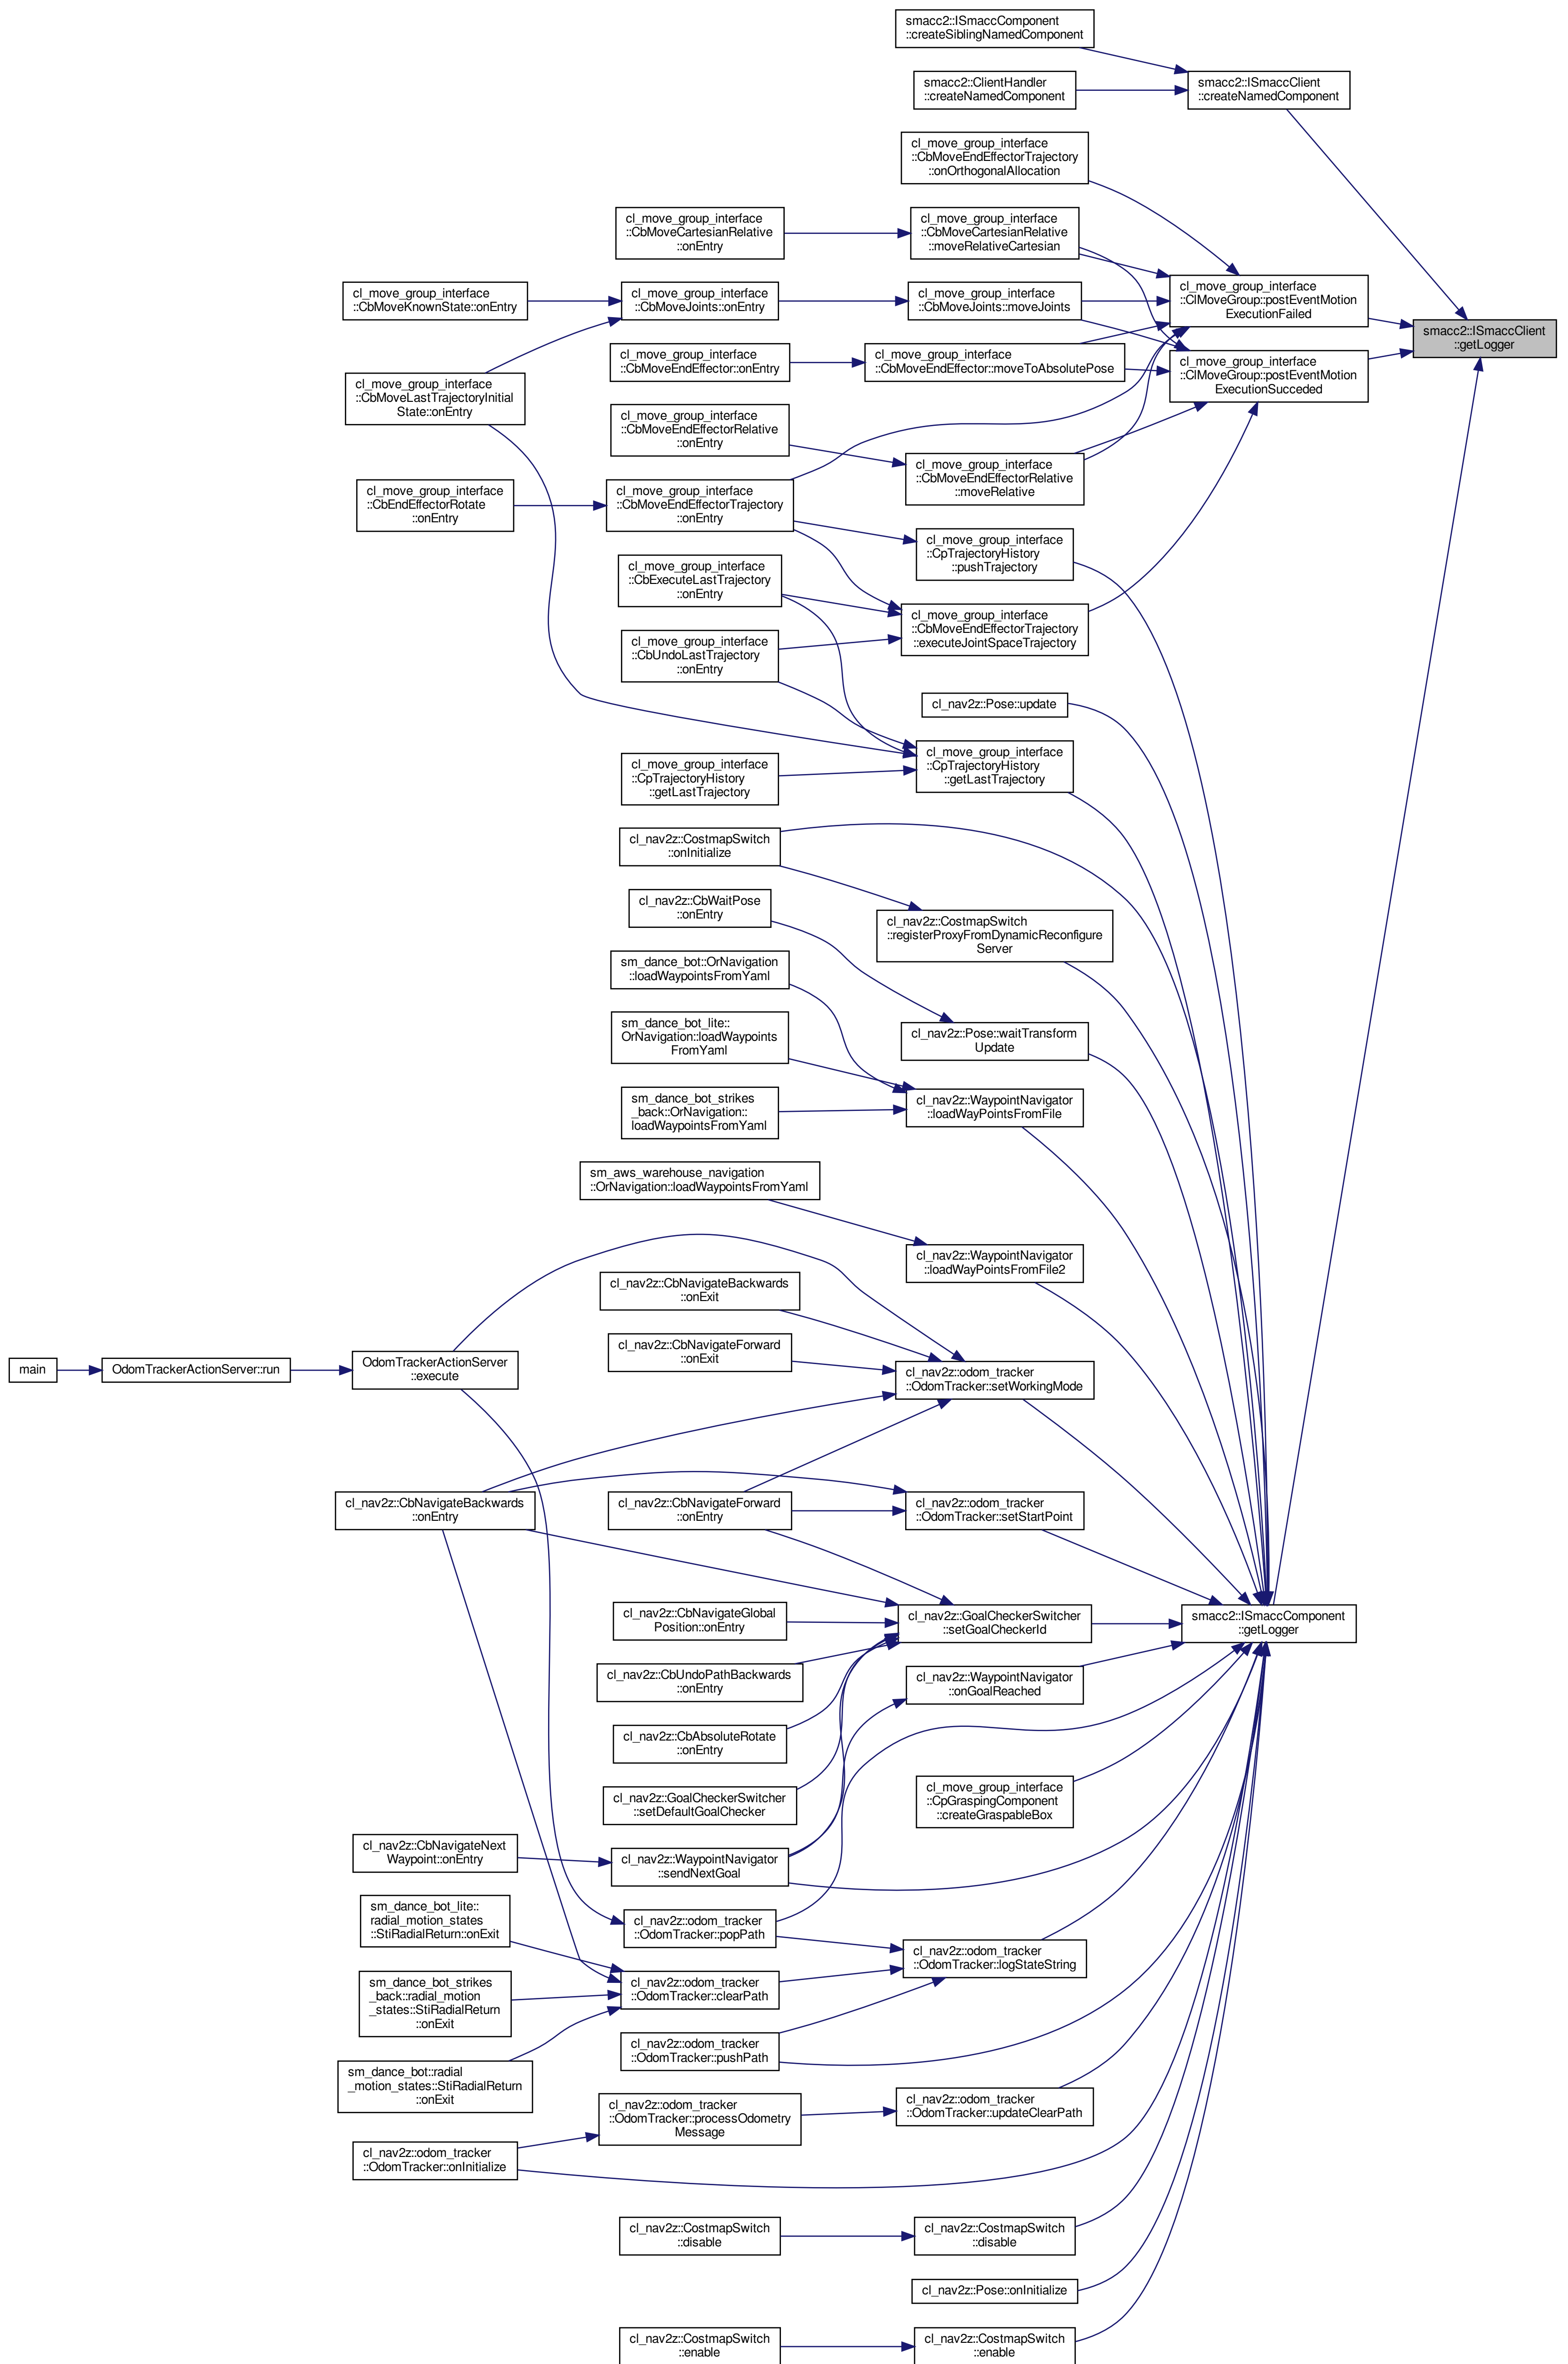 smacc2::ISmaccComponent
::createSiblingNamedComponent
smacc2::ClientHandler
::createNamedComponent
smacc2::ISmaccClient
::createNamedComponent
cl_move_group_interface
::CbMoveEndEffectorTrajectory
::onOrthogonalAllocation
cl_move_group_interface
::CbMoveCartesianRelative
::onEntry
cl_move_group_interface
::CbMoveCartesianRelative
::moveRelativeCartesian
cl_move_group_interface
::CbMoveKnownState::onEntry
cl_move_group_interface
::CbMoveJoints::onEntry
cl_move_group_interface
::CbMoveJoints::moveJoints
cl_move_group_interface
::ClMoveGroup::postEventMotion
ExecutionFailed
smacc2::ISmaccClient
::getLogger
cl_move_group_interface
::CbMoveEndEffector::onEntry
cl_move_group_interface
::CbMoveEndEffector::moveToAbsolutePose
cl_move_group_interface
::ClMoveGroup::postEventMotion
ExecutionSucceded
cl_move_group_interface
::CbMoveLastTrajectoryInitial
State::onEntry
cl_move_group_interface
::CbMoveEndEffectorRelative
::onEntry
cl_move_group_interface
::CbMoveEndEffectorRelative
::moveRelative
cl_move_group_interface
::CbEndEffectorRotate
::onEntry
cl_move_group_interface
::CbMoveEndEffectorTrajectory
::onEntry
cl_move_group_interface
::CpTrajectoryHistory
::pushTrajectory
cl_move_group_interface
::CbExecuteLastTrajectory
::onEntry
cl_move_group_interface
::CbMoveEndEffectorTrajectory
::executeJointSpaceTrajectory
cl_move_group_interface
::CbUndoLastTrajectory
::onEntry
cl_nav2z::Pose::update
cl_move_group_interface
::CpTrajectoryHistory
::getLastTrajectory
cl_move_group_interface
::CpTrajectoryHistory
::getLastTrajectory
cl_nav2z::CostmapSwitch
::onInitialize
cl_nav2z::CbWaitPose
::onEntry
cl_nav2z::CostmapSwitch
::registerProxyFromDynamicReconfigure
Server
sm_dance_bot::OrNavigation
::loadWaypointsFromYaml
sm_dance_bot_lite::
OrNavigation::loadWaypoints
FromYaml
cl_nav2z::Pose::waitTransform
Update
sm_dance_bot_strikes
_back::OrNavigation::
loadWaypointsFromYaml
cl_nav2z::WaypointNavigator
::loadWayPointsFromFile
sm_aws_warehouse_navigation
::OrNavigation::loadWaypointsFromYaml
cl_nav2z::WaypointNavigator
::loadWayPointsFromFile2
cl_nav2z::CbNavigateBackwards
::onExit
cl_nav2z::CbNavigateForward
::onExit
main
OdomTrackerActionServer::run
OdomTrackerActionServer
::execute
cl_nav2z::odom_tracker
::OdomTracker::setWorkingMode
cl_nav2z::CbNavigateBackwards
::onEntry
cl_nav2z::CbNavigateForward
::onEntry
cl_nav2z::odom_tracker
::OdomTracker::setStartPoint
cl_nav2z::CbNavigateGlobal
Position::onEntry
cl_nav2z::GoalCheckerSwitcher
::setGoalCheckerId
smacc2::ISmaccComponent
::getLogger
cl_nav2z::CbUndoPathBackwards
::onEntry
cl_nav2z::WaypointNavigator
::onGoalReached
cl_nav2z::CbAbsoluteRotate
::onEntry
cl_nav2z::GoalCheckerSwitcher
::setDefaultGoalChecker
cl_move_group_interface
::CpGraspingComponent
::createGraspableBox
cl_nav2z::CbNavigateNext
Waypoint::onEntry
cl_nav2z::WaypointNavigator
::sendNextGoal
sm_dance_bot_lite::
radial_motion_states
::StiRadialReturn::onExit
cl_nav2z::odom_tracker
::OdomTracker::popPath
cl_nav2z::odom_tracker
::OdomTracker::logStateString
sm_dance_bot_strikes
_back::radial_motion
_states::StiRadialReturn
::onExit
cl_nav2z::odom_tracker
::OdomTracker::clearPath
cl_nav2z::odom_tracker
::OdomTracker::pushPath
sm_dance_bot::radial
_motion_states::StiRadialReturn
::onExit
cl_nav2z::odom_tracker
::OdomTracker::processOdometry
Message
cl_nav2z::odom_tracker
::OdomTracker::updateClearPath
cl_nav2z::odom_tracker
::OdomTracker::onInitialize
cl_nav2z::CostmapSwitch
::disable
cl_nav2z::CostmapSwitch
::disable
cl_nav2z::Pose::onInitialize
cl_nav2z::CostmapSwitch
::enable
cl_nav2z::CostmapSwitch
::enable